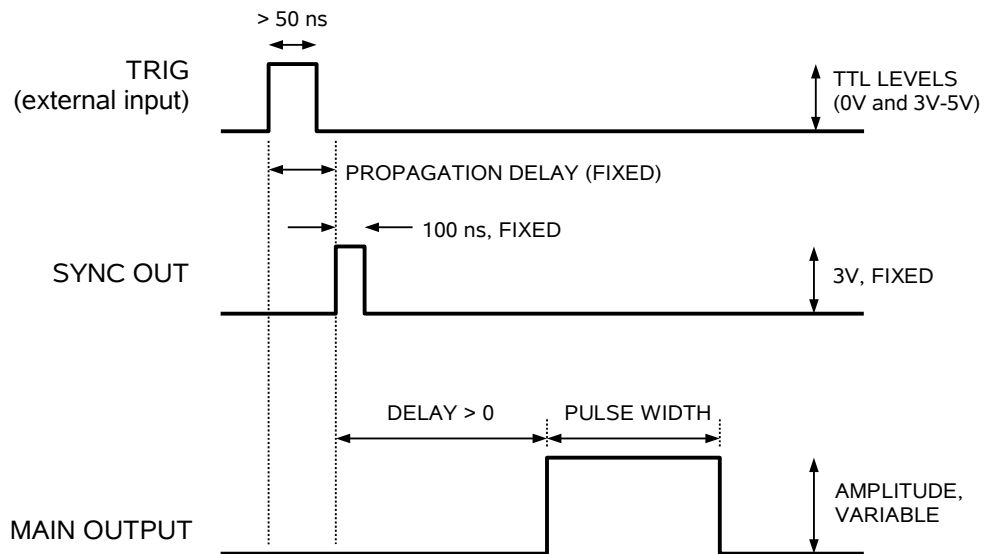 > 50 ns
TRIG
(external input)
TTL LEVELS
(0V and 3V-5V)
PROPAGATION DELAY (FIXED)
100 ns, FIXED
SYNC OUT
3V, FIXED
DELAY > 0
PULSE WIDTH
MAIN OUTPUT
AMPLITUDE,
VARIABLE